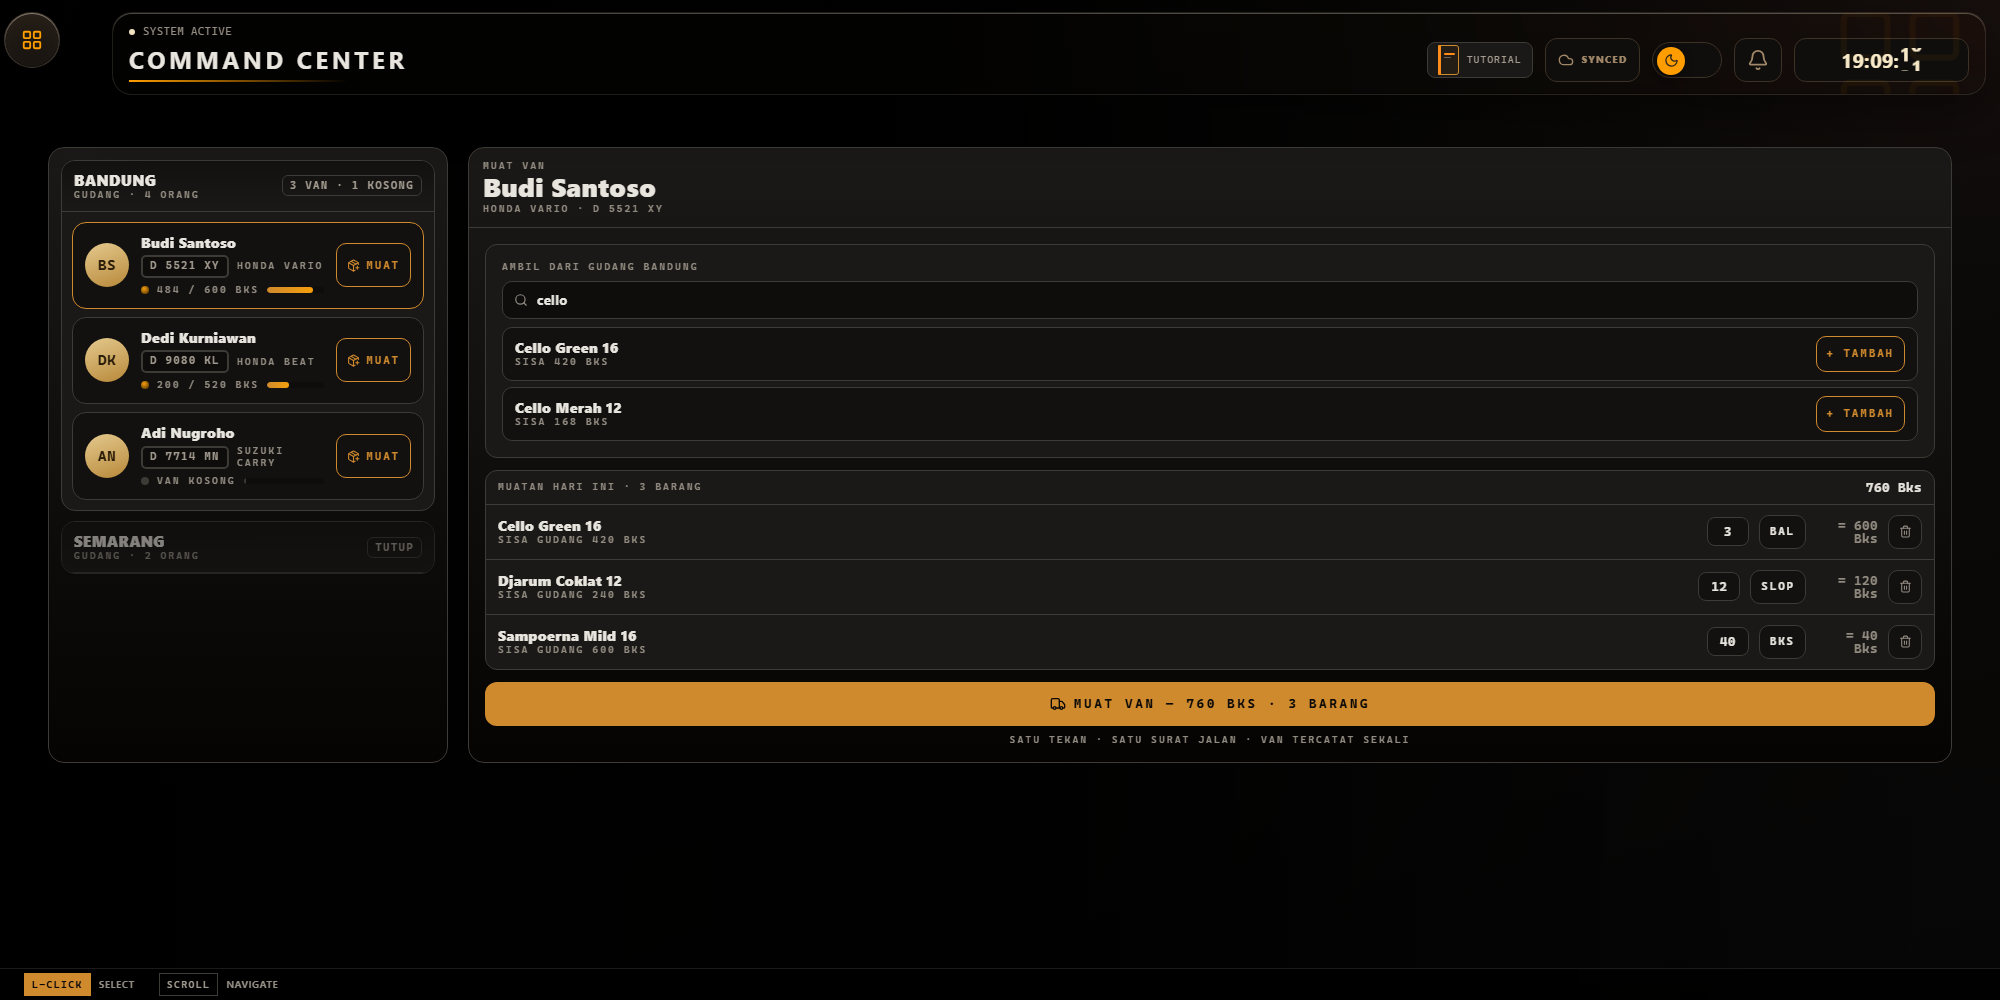 SYSTEM ACTIVE
COMMAND CENTER
TUTORIAL
SYNCED
19:09:
BANDUNG
GUDANG · 4 ORANG
3 VAN · 1 KOSONG
BS
Budi Santoso
D 5521 XY HONDA VARIO
484 / 600 BKS
MUAT
DK
Dedi Kurniawan
D 9080 KL HONDA BEAT
200 / 520 BKS
MUAT
AN
Adi Nugroho
D 7714 MN SUZUKI CARRY
VAN KOSONG
MUAT
SEMARANG
GUDANG · 2 ORANG
TUTUP
MUAT VAN
Budi Santoso
HONDA VARIO · D 5521 XY
AMBIL DARI GUDANG BANDUNG
cello
Cello Green 16
SISA 420 BKS
+ TAMBAH
Cello Merah 12
SISA 168 BKS
+ TAMBAH
MUATAN HARI INI · 3 BARANG
760 Bks
Cello Green 16
SISA GUDANG 420 BKS
3 BAL = 600 Bks
Djarum Coklat 12
SISA GUDANG 240 BKS
12 SLOP = 120 Bks
Sampoerna Mild 16
SISA GUDANG 600 BKS
40 BKS = 40 Bks
MUAT VAN — 760 BKS · 3 BARANG
SATU TEKAN · SATU SURAT JALAN · VAN TERCATAT SEKALI
L-CLICK SELECT SCROLL NAVIGATE